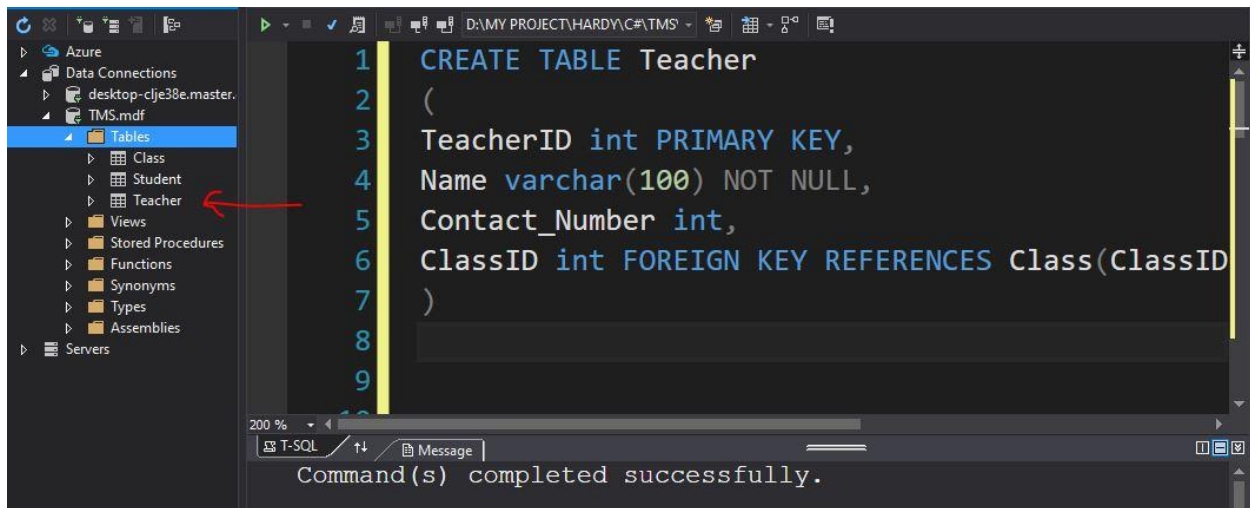 D:\MY PROJECT\HARDY\C#\TMS
Azure
Data Connections
desktop-clje38e.master.
TMS.mdf
Tables
Class
Student
Teacher
Views
Stored Procedures
Functions
Synonyms
Types
Assemblies
Servers
1 CREATE TABLE Teacher
2 (
3 TeacherID int PRIMARY KEY,
4 Name varchar(100) NOT NULL,
5 Contact_Number int,
6 ClassID int FOREIGN KEY REFERENCES Class(ClassID
7 )
8
9
200 %
T-SQL Message
Command(s) completed successfully.